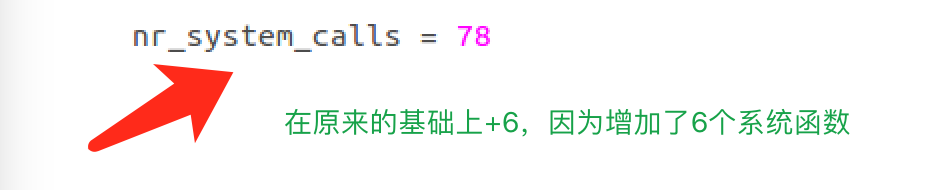 nr_system_calls = 78
在原来的基础上+6，因为增加了6个系统函数